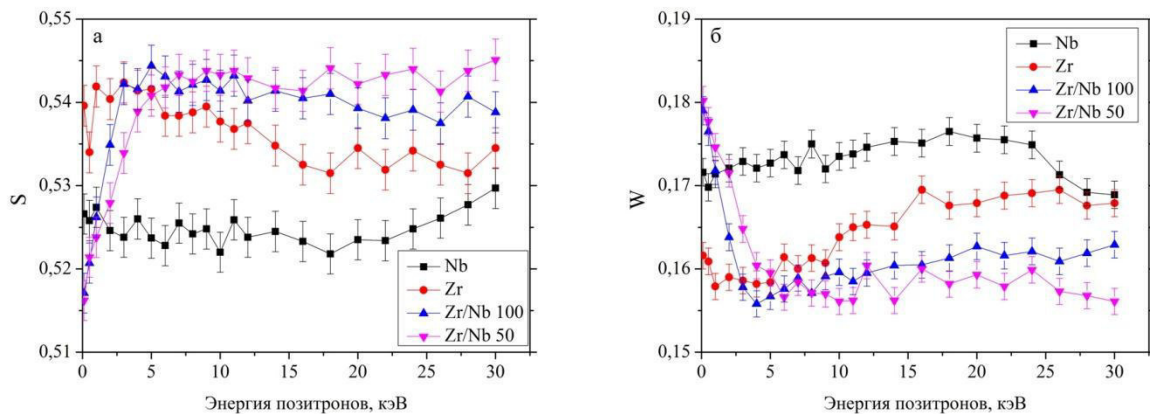 а
S
0,55
0,54
0,53
0,52
0,51
0
5
10
15
20
25
30
Энергия позитронов, кэВ
Nb
Zr
Zr/Nb 100
Zr/Nb 50
б
W
0,19
0,18
0,17
0,16
0,15
0
5
10
15
20
25
30
Энергия позитронов, кэВ
Nb
Zr
Zr/Nb 100
Zr/Nb 50